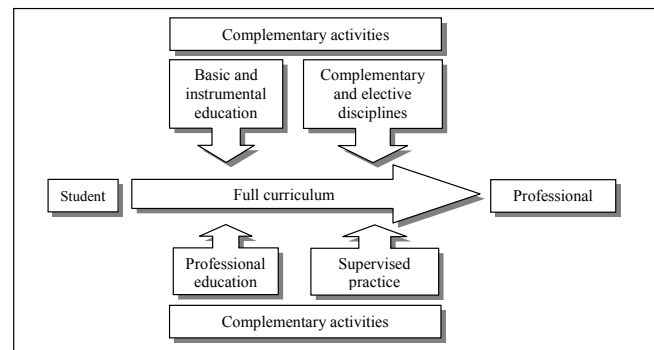 Complementary activities
Basic and
instrumental
education
Complementary
and elective
disciplines
Student
Full curriculum
Professional
Professional
education
Supervised
practice
Complementary activities